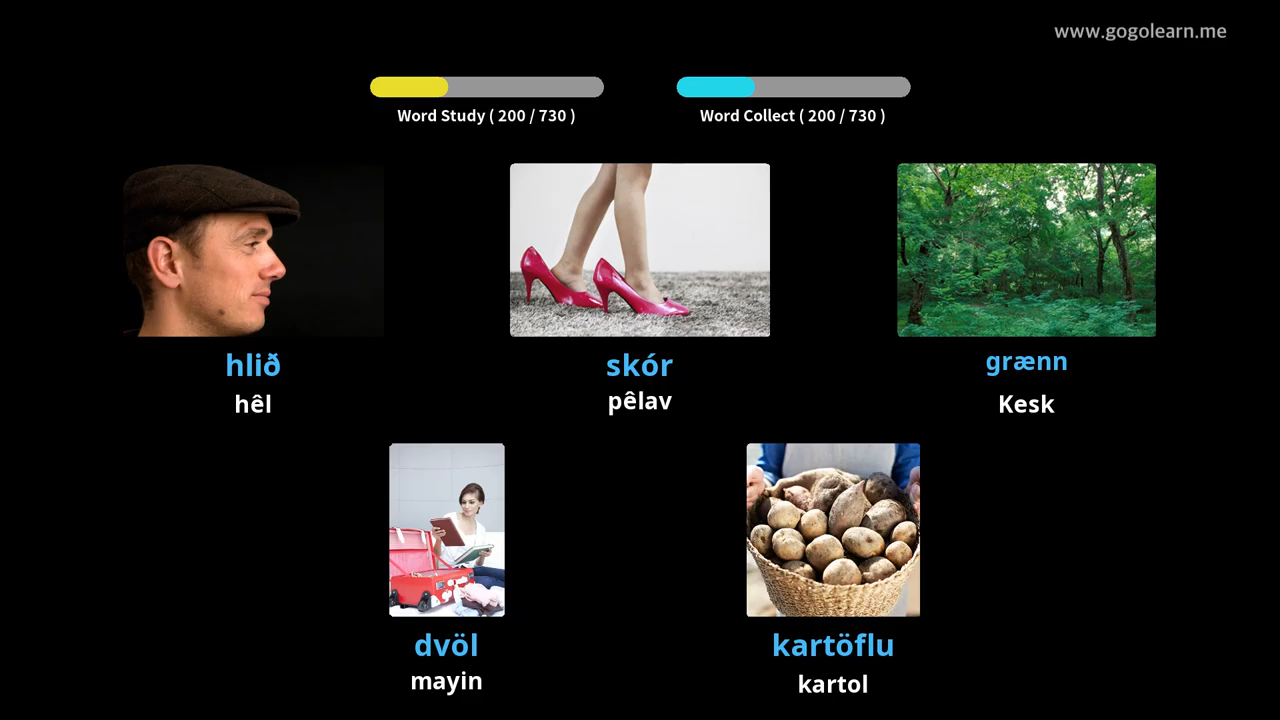 www.gogolearn.me
Word Study ( 200 / 730 )
Word Collect ( 200 / 730 )
hlið
skór
grænn
hêl
pêlav
Kesk
dvöl
kartöflu
mayin
kartol